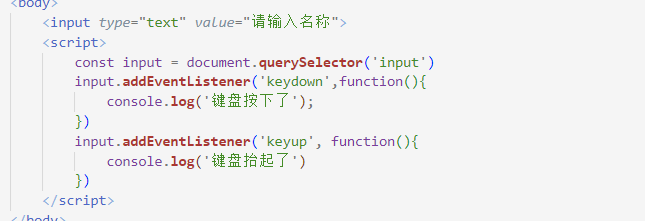 <body>
<input type="text" value="请输入名称">
<script>
const input = document.querySelector('input')
input.addEventListener('keydown',function(){
console.log('键盘按下了');
})
input.addEventListener('keyup', function(){
console.log('键盘抬起了')
})
</script>
</body>